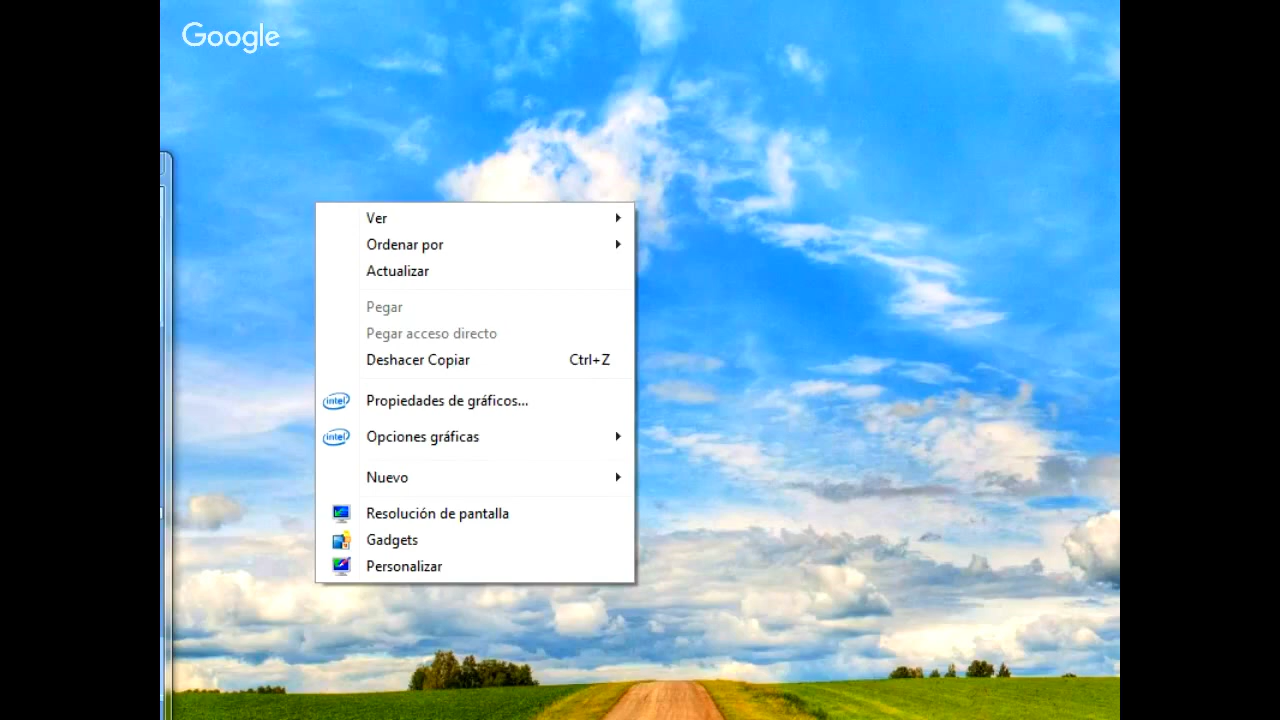 Google
Ver
Ordenar por
Actualizar
Pegar
Pegar acceso directo
Deshacer Copiar Ctrl+Z
intel Propiedades de gráficos...
intel Opciones gráficas
Nuevo
Resolución de pantalla
Gadgets
Personalizar